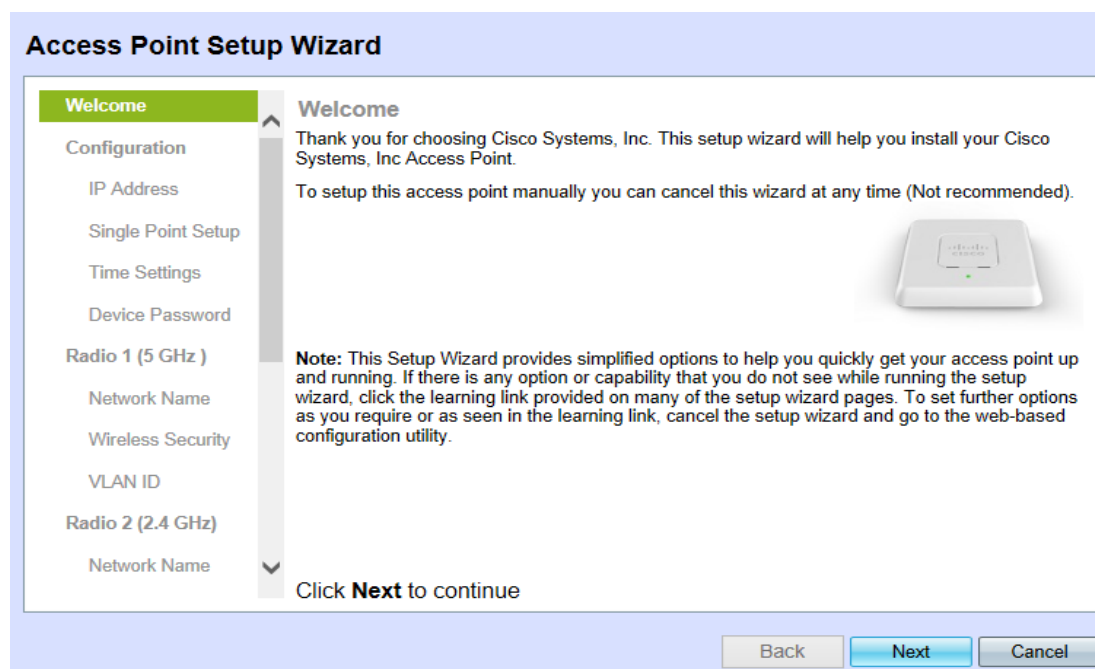 Access Point Setup Wizard
Welcome
Configuration
IP Address
Single Point Setup
Time Settings
Device Password
Radio 1 (5 GHz )
Network Name
Wireless Security
VLAN ID
Radio 2 (2.4 GHz)
Network Name
Welcome
Thank you for choosing Cisco Systems, Inc. This setup wizard will help you install your Cisco
Systems, Inc Access Point.
To setup this access point manually you can cancel this wizard at any time (Not recommended).
CISCO
Note: This Setup Wizard provides simplified options to help you quickly get your access point up
and running. If there is any option or capability that you do not see while running the setup
wizard, click the learning link provided on many of the setup wizard pages. To set further options
as you require or as seen in the learning link, cancel the setup wizard and go to the web-based
configuration utility.
Click Next to continue
Back
Next
Cancel